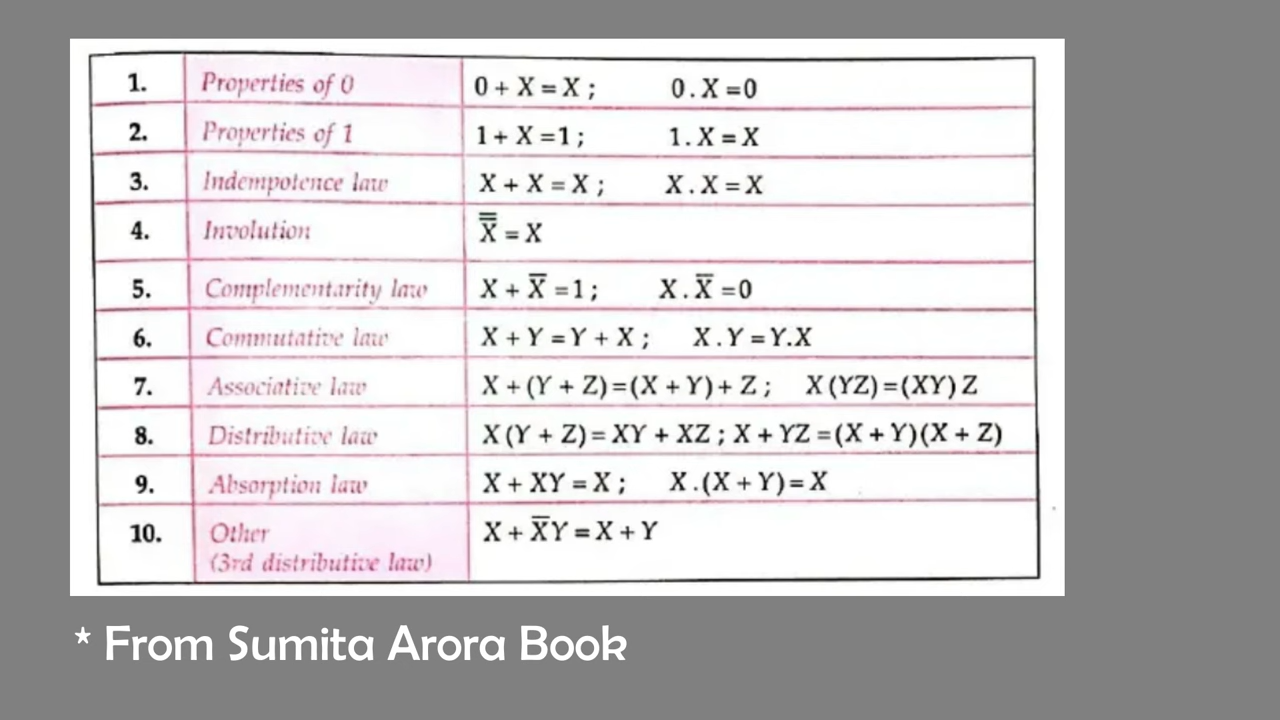 1. Properties of 0 0 + X = X ; 0 . X = 0
2. Properties of 1 1 + X = 1 ; 1 . X = X
3. Indempotence law X + X = X ; X . X = X
4. Involution X̿ = X
5. Complementarity law X + X̅ = 1 ; X . X̅ = 0
6. Commutative law X + Y = Y + X ; X . Y = Y.X
7. Associative law X + (Y + Z) = (X + Y) + Z ; X (YZ) = (XY) Z
8. Distributive law X (Y + Z) = XY + XZ ; X + YZ = (X + Y)(X + Z)
9. Absorption law X + XY = X ; X .(X + Y) = X
10. Other X + X̅Y = X + Y
(3rd distributive law)
* From Sumita Arora Book